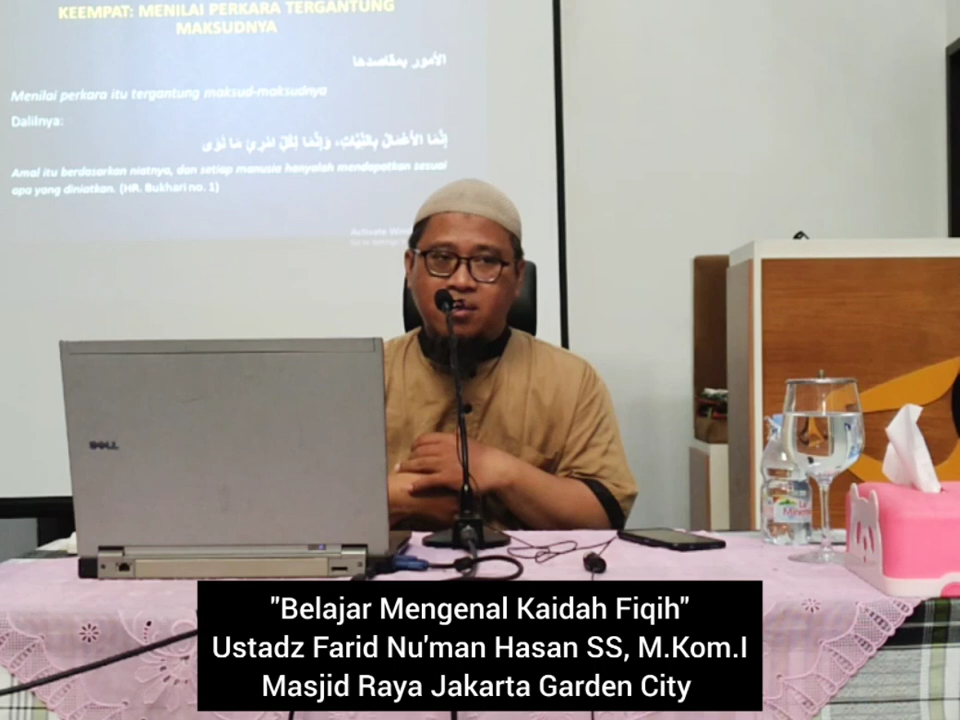 KEEMPAT: MENILAI PERKARA TERGANTUNG
MAKSUDNYA
الأمور بمقاصدها
Menilai perkara itu tergantung maksud-maksudnya
Dalilnya:
إِنَّمَا الأَعْمَالُ بِالنِّيَّاتِ، وَإِنَّمَا لِكُلِّ امْرِئٍ مَا نَوَى
Amal itu berdasarkan niatnya, dan setiap manusia hanyalah mendapatkan sesuai
apa yang diniatkan. (HR. Bukhari no. 1)
DELL
"Belajar Mengenal Kaidah Fiqih"
Ustadz Farid Nu'man Hasan SS, M.Kom.I
Masjid Raya Jakarta Garden City